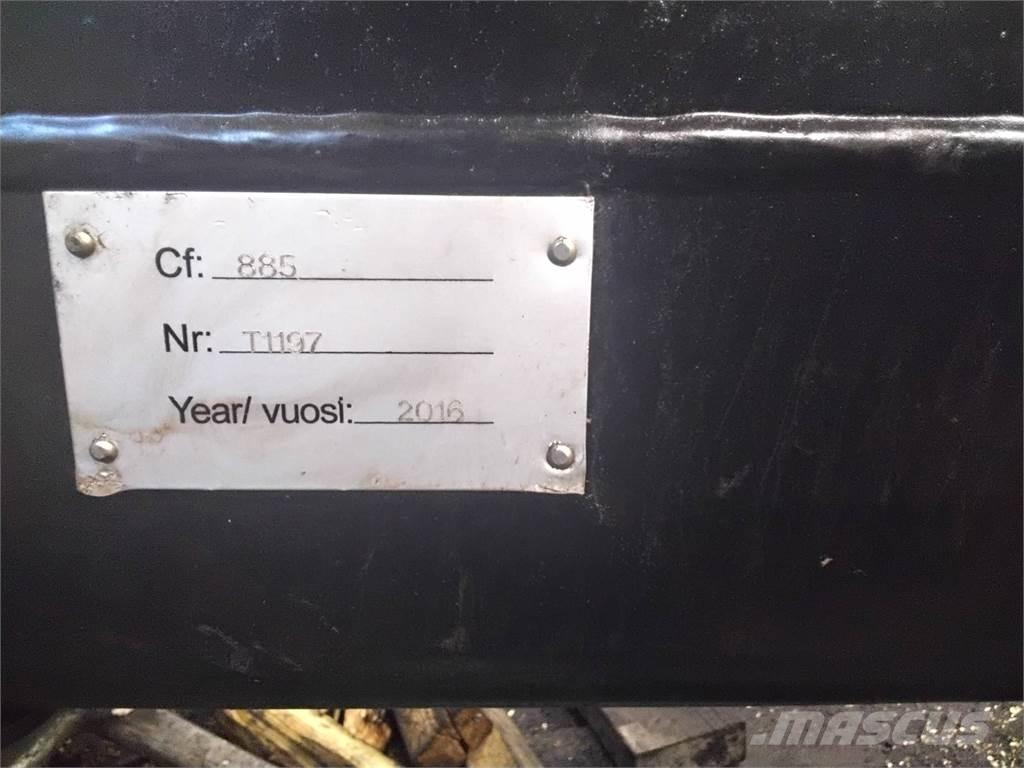 Cf: 885
Nr: T1197
Year/ vuosi: 2016
MASCUS